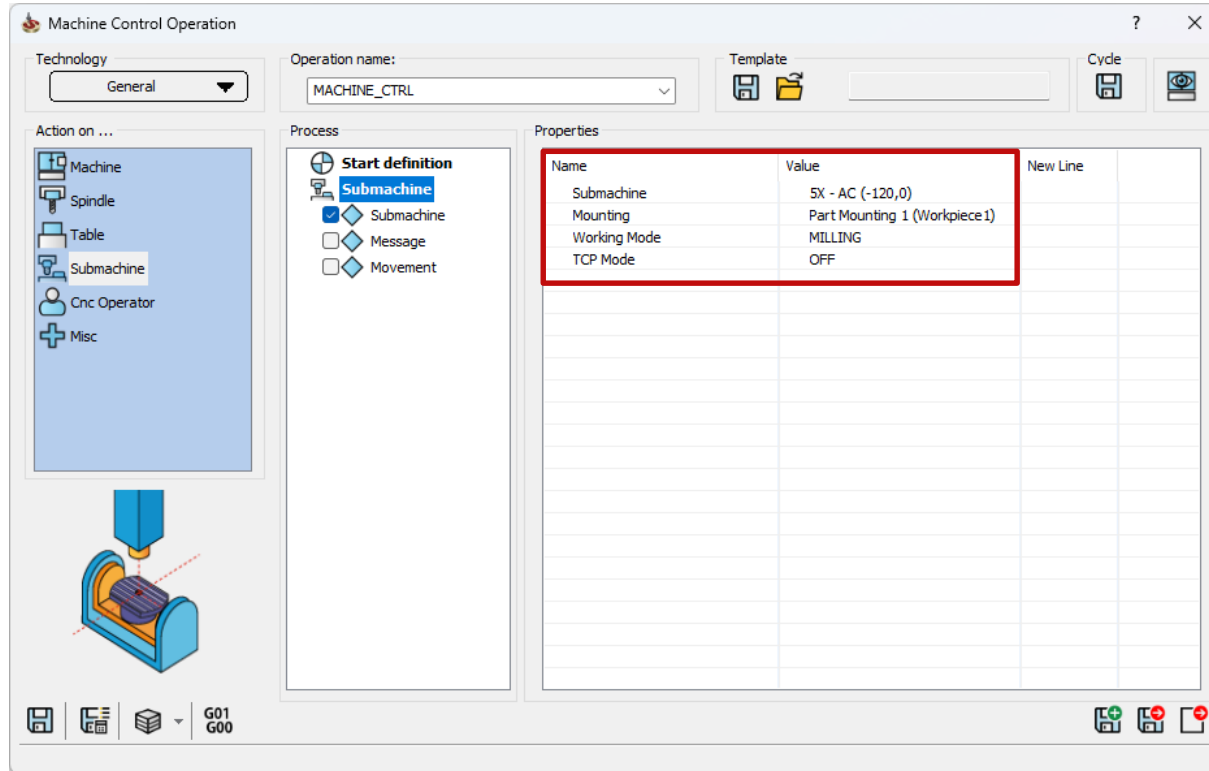 Machine Control Operation
?
Technology
General
Operation name:
MACHINE_CTRL
Template
Cycle
Action on ...
Machine
Spindle
Table
Submachine
Cnc Operator
Misc
Process
Start definition
Submachine
Submachine
Message
Movement
Properties
Name Value New Line
Submachine 5X - AC (-120,0)
Mounting Part Mounting 1 (Workpiece1)
Working Mode MILLING
TCP Mode OFF
G01
G00